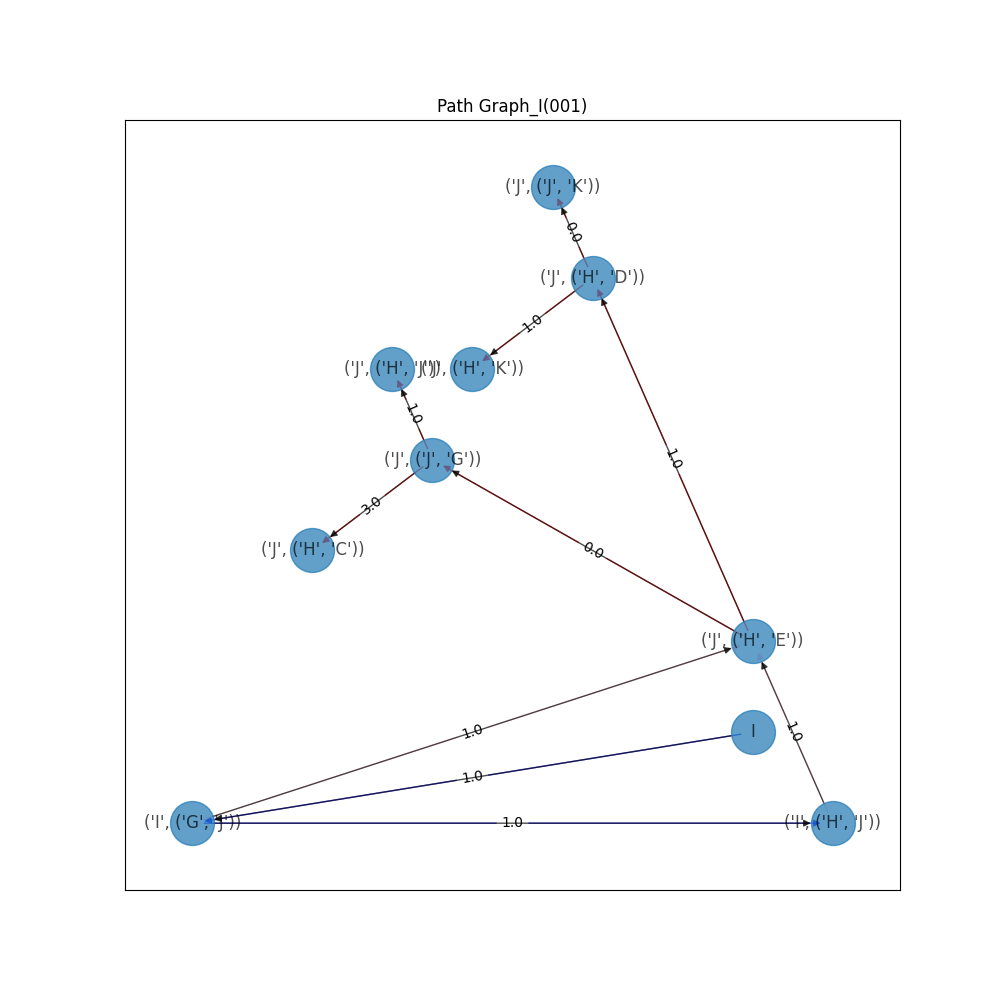 Path Graph_I(001)
('J', ('J', 'K'))
0.0
('J', ('H', 'D'))
1.0
('J', ('H', 'J'))
('J', ('H', 'K'))
1.0
1.0
('J', ('J', 'G'))
3.0
0.0
('J', ('H', 'C'))
('J', ('H', 'E'))
1.0
I
1.0
1.0
('I', ('G', 'J'))
1.0
('I', ('H', 'J'))